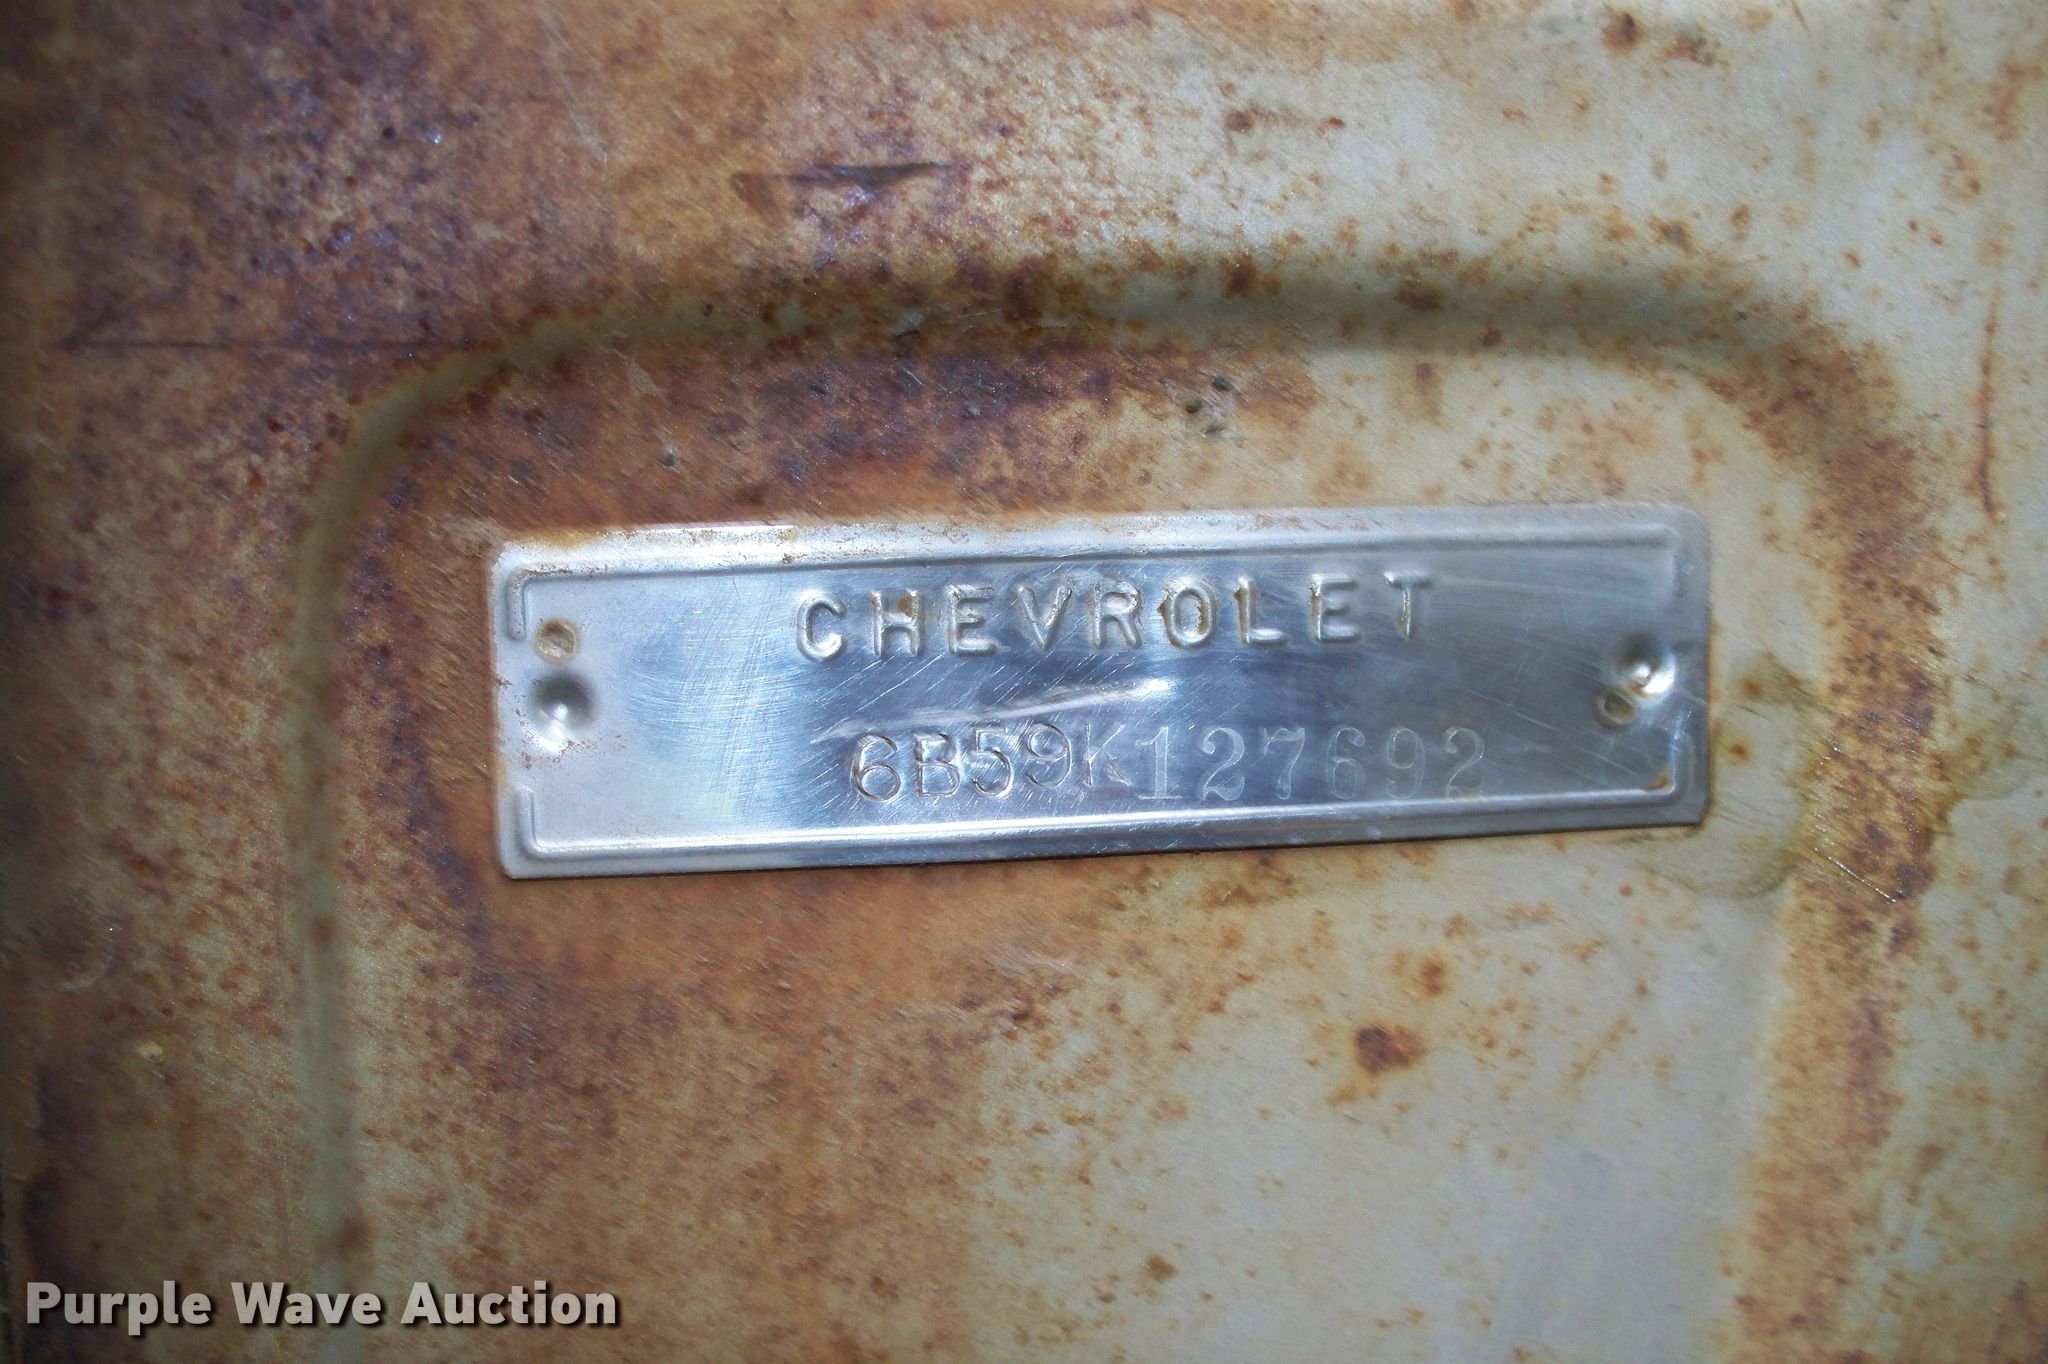 CHEVROLET
6B59K127692
Purple Wave Auction